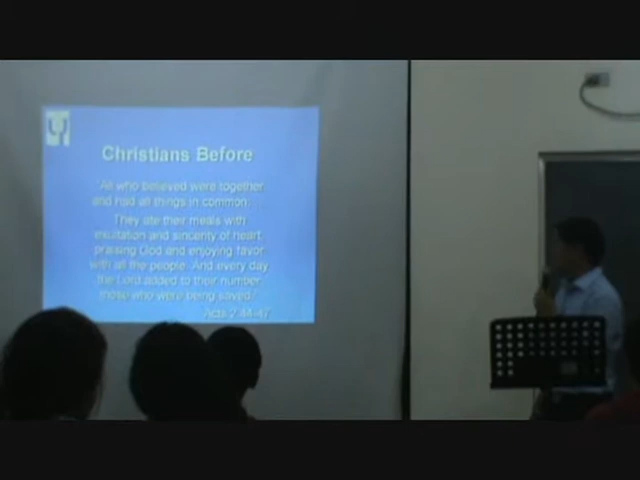 Christians Before
"All who believed were together
and had all things in common...
They ate their meals with
exultation and sincerity of heart,
praising God and enjoying favor
with all the people. And every day
the Lord added to their number,
those who were being saved."
Acts 2:44-47